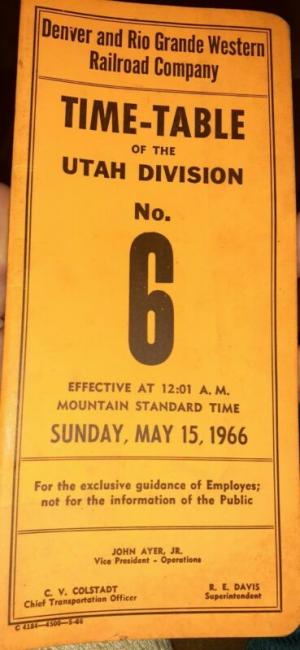 Denver and Rio Grande Western
Railroad Company
TIME-TABLE
OF THE
UTAH DIVISION
No.
6
EFFECTIVE AT 12:01 A. M.
MOUNTAIN STANDARD TIME
SUNDAY, MAY 15, 1966
For the exclusive guidance of Employes;
not for the information of the Public
JOHN AYER, JR.
Vice President - Operations
C. V. COLSTADT
Chief Transportation Officer
R. E. DAVIS
Superintendent